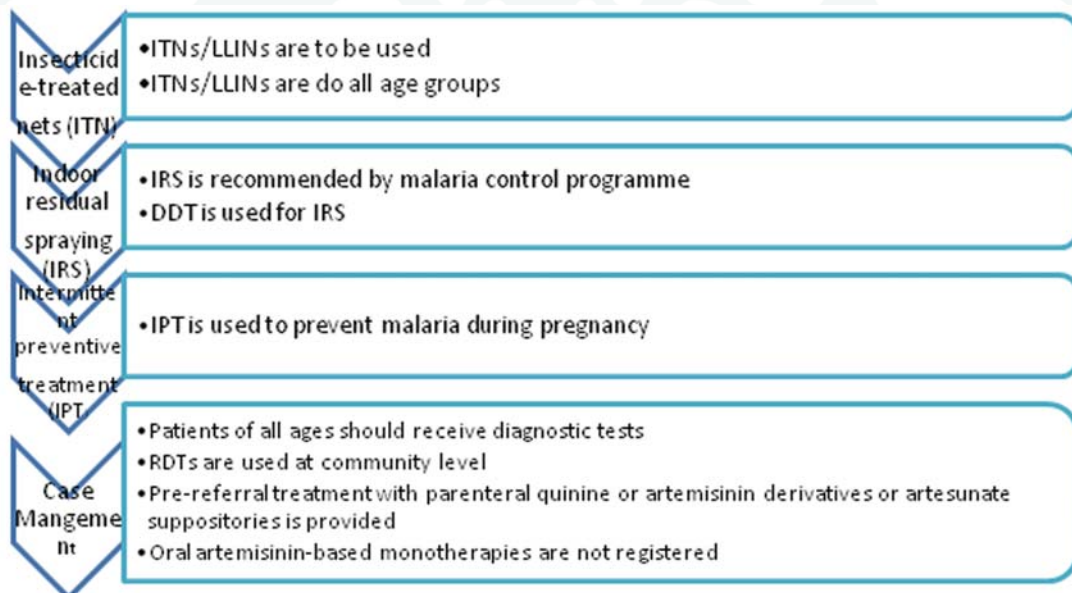 Insecticid
e-treated
nets (ITN)
•ITNs/LLINs are to be used
•ITNs/LLINs are do all age groups
Indoor
residual
spraying
(IRS)
•IRS is recommended by malaria control programme
•DDT is used for IRS
Intermitte
nt
preventive
treatment
(IPT
•IPT is used to prevent malaria during pregnancy
Case
Mangeme
nt
•Patients of all ages should receive diagnostic tests
•RDTs are used at community level
•Pre-referral treatment with parenteral quinine or artemisinin derivatives or artesunate
suppositories is provided
•Oral artemisinin-based monotherapies are not registered